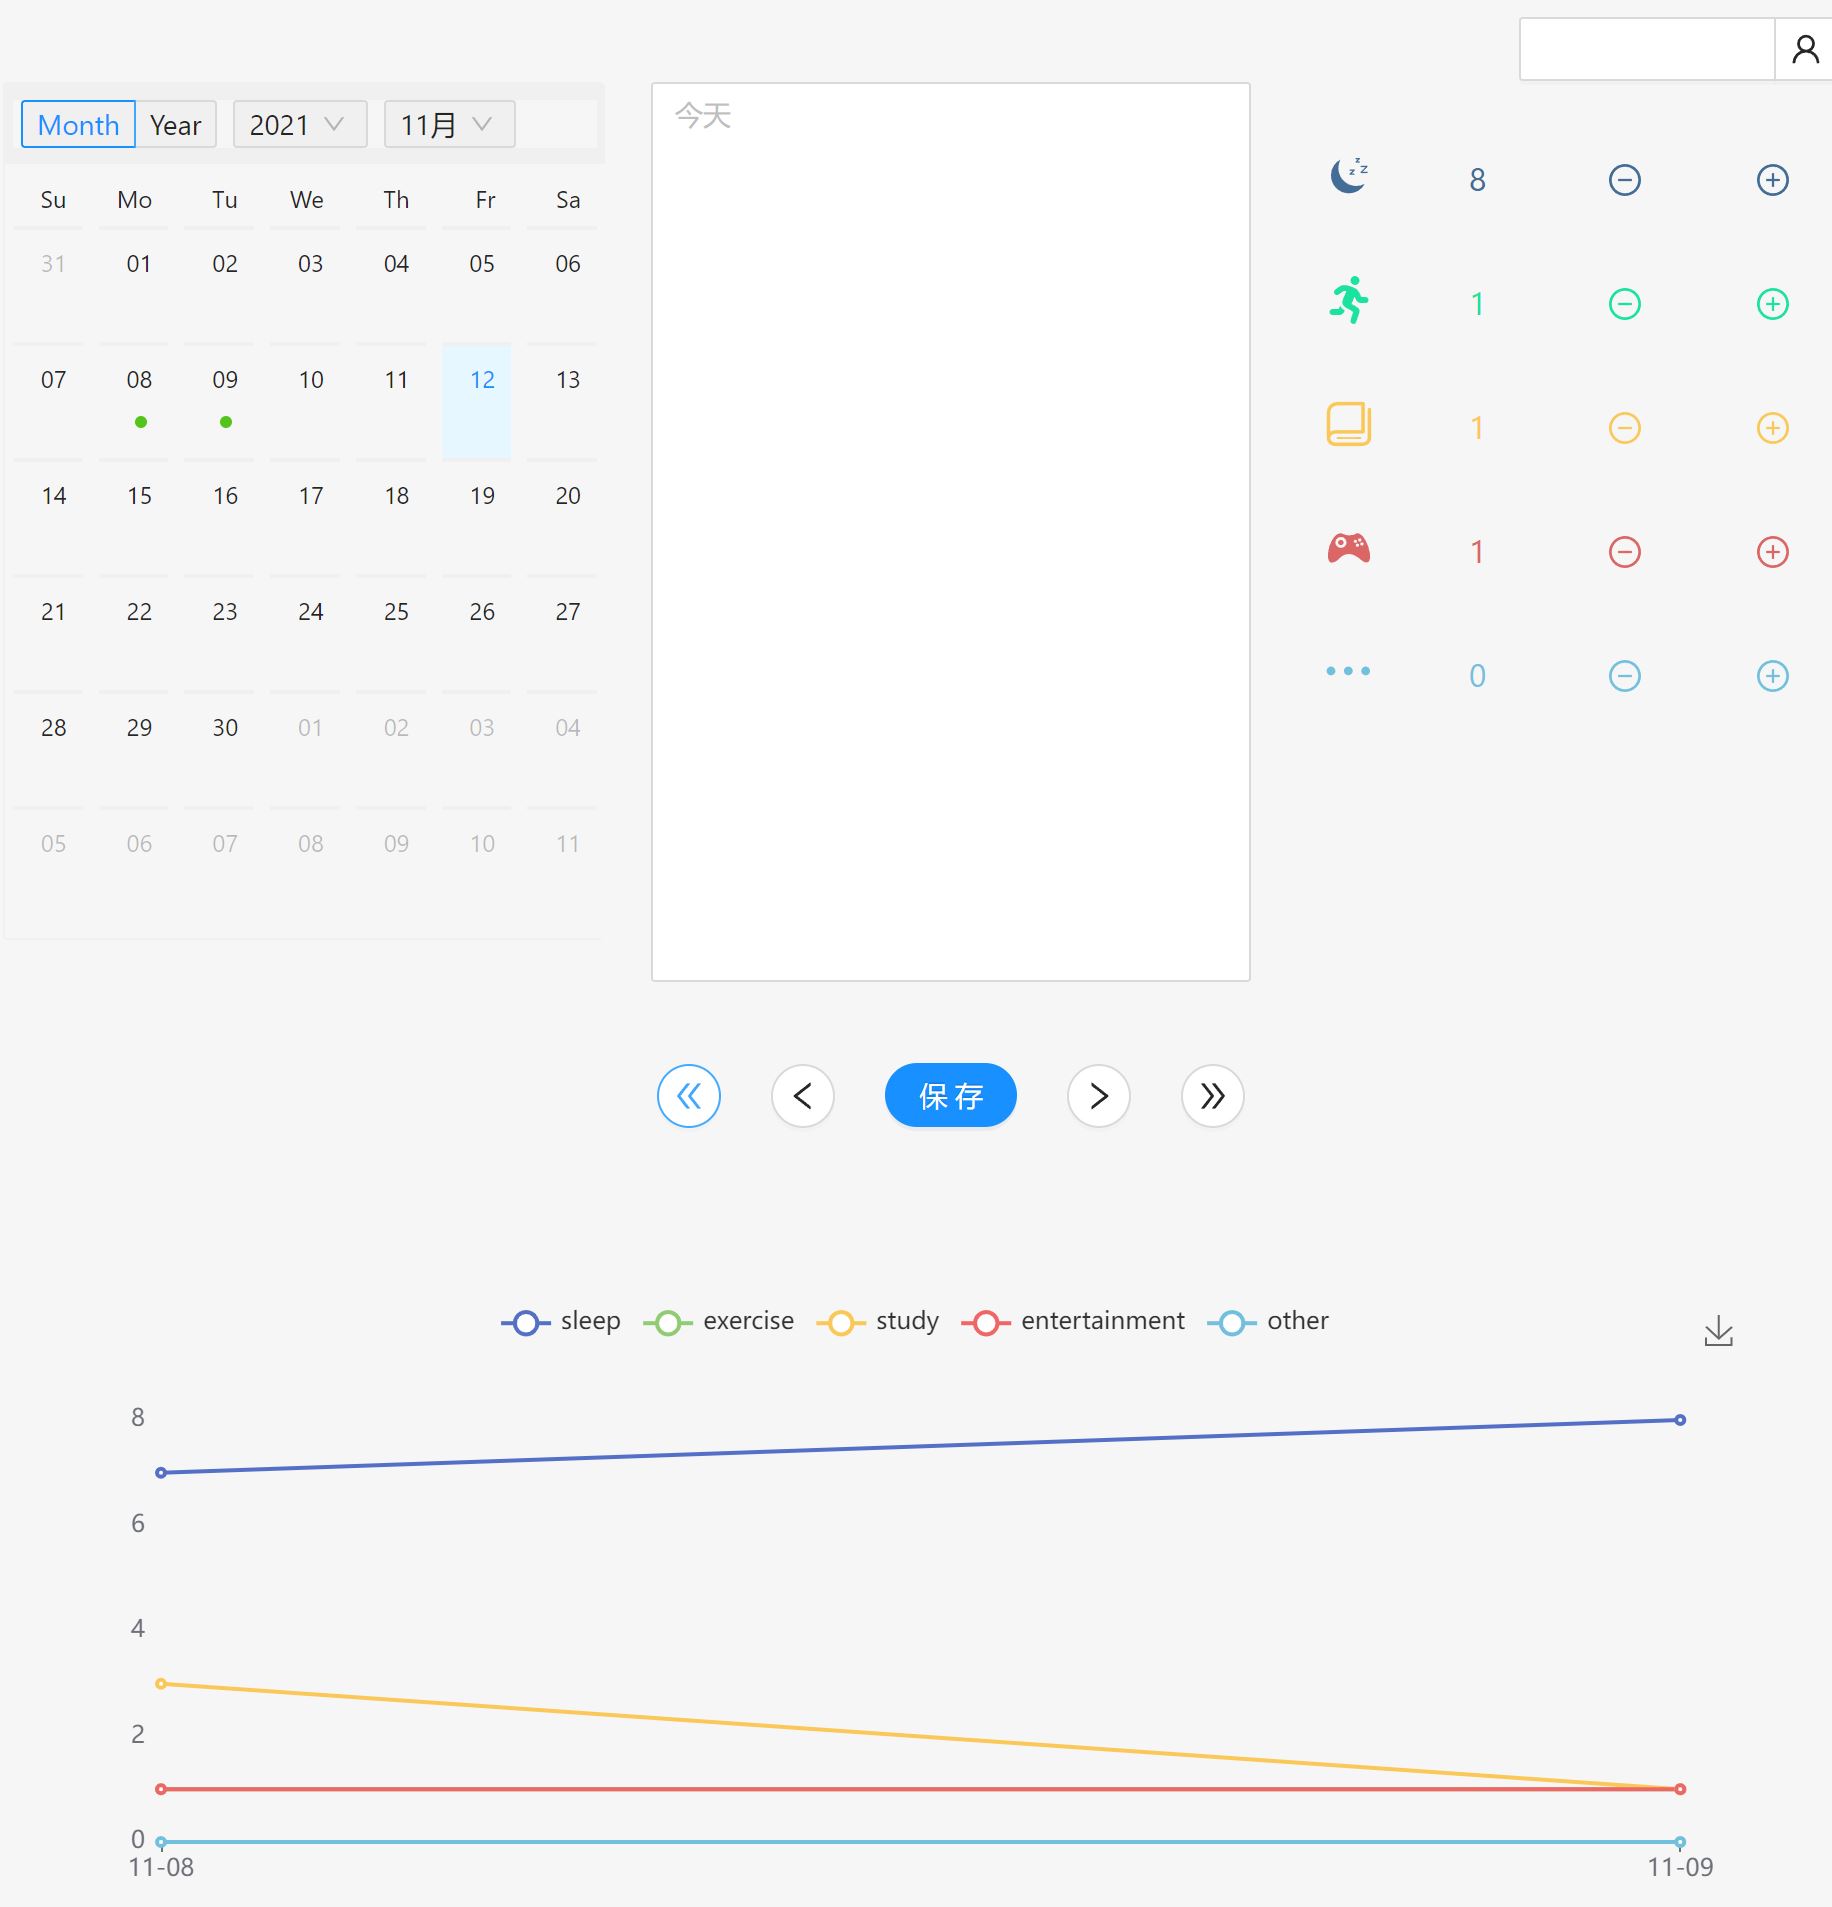 Month Year 2021 11月
Su Mo Tu We Th Fr Sa
31 01 02 03 04 05 06
07 08 09 10 11 12 13
14 15 16 17 18 19 20
21 22 23 24 25 26 27
28 29 30 01 02 03 04
05 06 07 08 09 10 11
今天
8
1
1
1
0
保存
sleep exercise study entertainment other
8
6
4
2
0
11-08 11-09